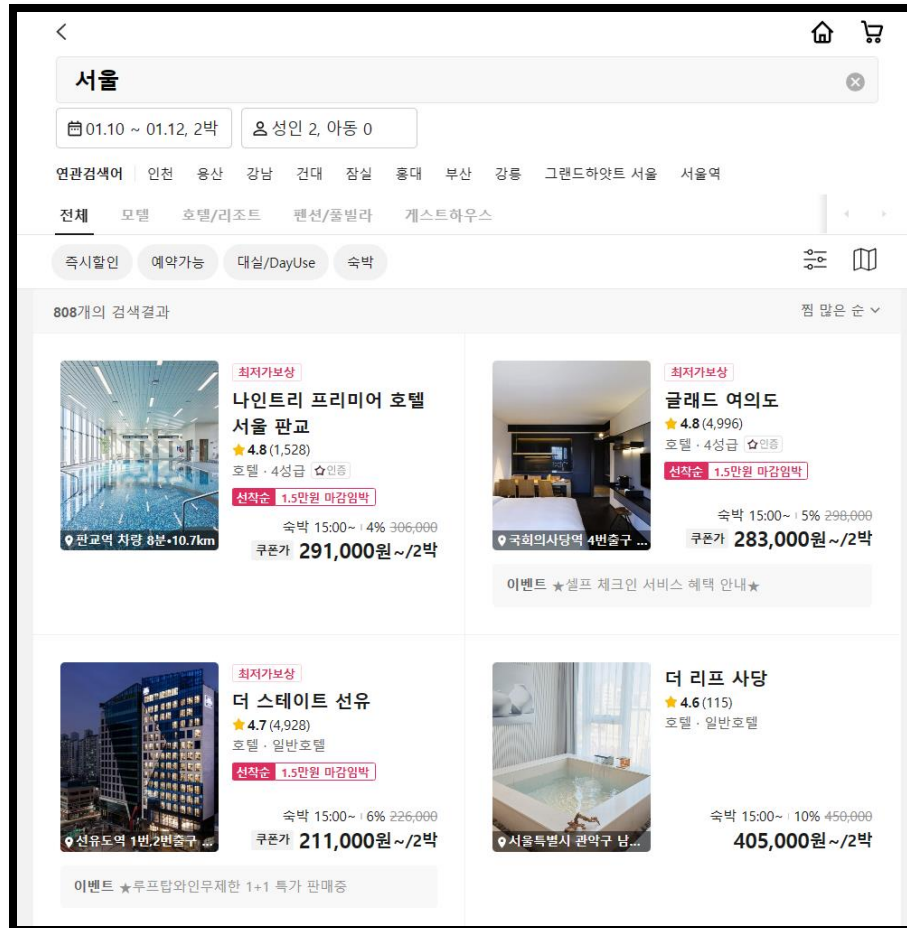 서울
01.10 ~ 01.12, 2박
성인 2, 아동 0
연관검색어 인천 용산 강남 건대 잠실 홍대 부산 강릉 그랜드하얏트 서울 서울역
전체 모텔 호텔/리조트 펜션/풀빌라 게스트하우스
즉시할인 예약가능 대실/DayUse 숙박
808개의 검색결과
찜 많은 순
최저가보상
나인트리 프리미어 호텔
서울 판교
4.8 (1,528)
호텔 · 4성급 인증
선착순 1.5만원 마감임박
숙박 15:00~ 4% 306,000
쿠폰가 291,000원~/2박
판교역 차량 8분•10.7km
최저가보상
글래드 여의도
4.8 (4,996)
호텔 · 4성급 인증
선착순 1.5만원 마감임박
숙박 15:00~ 5% 298,000
쿠폰가 283,000원~/2박
국회의사당역 4번출구 ...
이벤트 ★셀프 체크인 서비스 혜택 안내★
최저가보상
더 스테이트 선유
4.7 (4,928)
호텔 · 일반호텔
선착순 1.5만원 마감임박
숙박 15:00~ 6% 226,000
쿠폰가 211,000원~/2박
선유도역 1번,2번출구 ...
이벤트 ★루프탑와인무제한 1+1 특가 판매중
더 리프 사당
4.6 (115)
호텔 · 일반호텔
숙박 15:00~ 10% 450,000
405,000원~/2박
서울특별시 관악구 남...